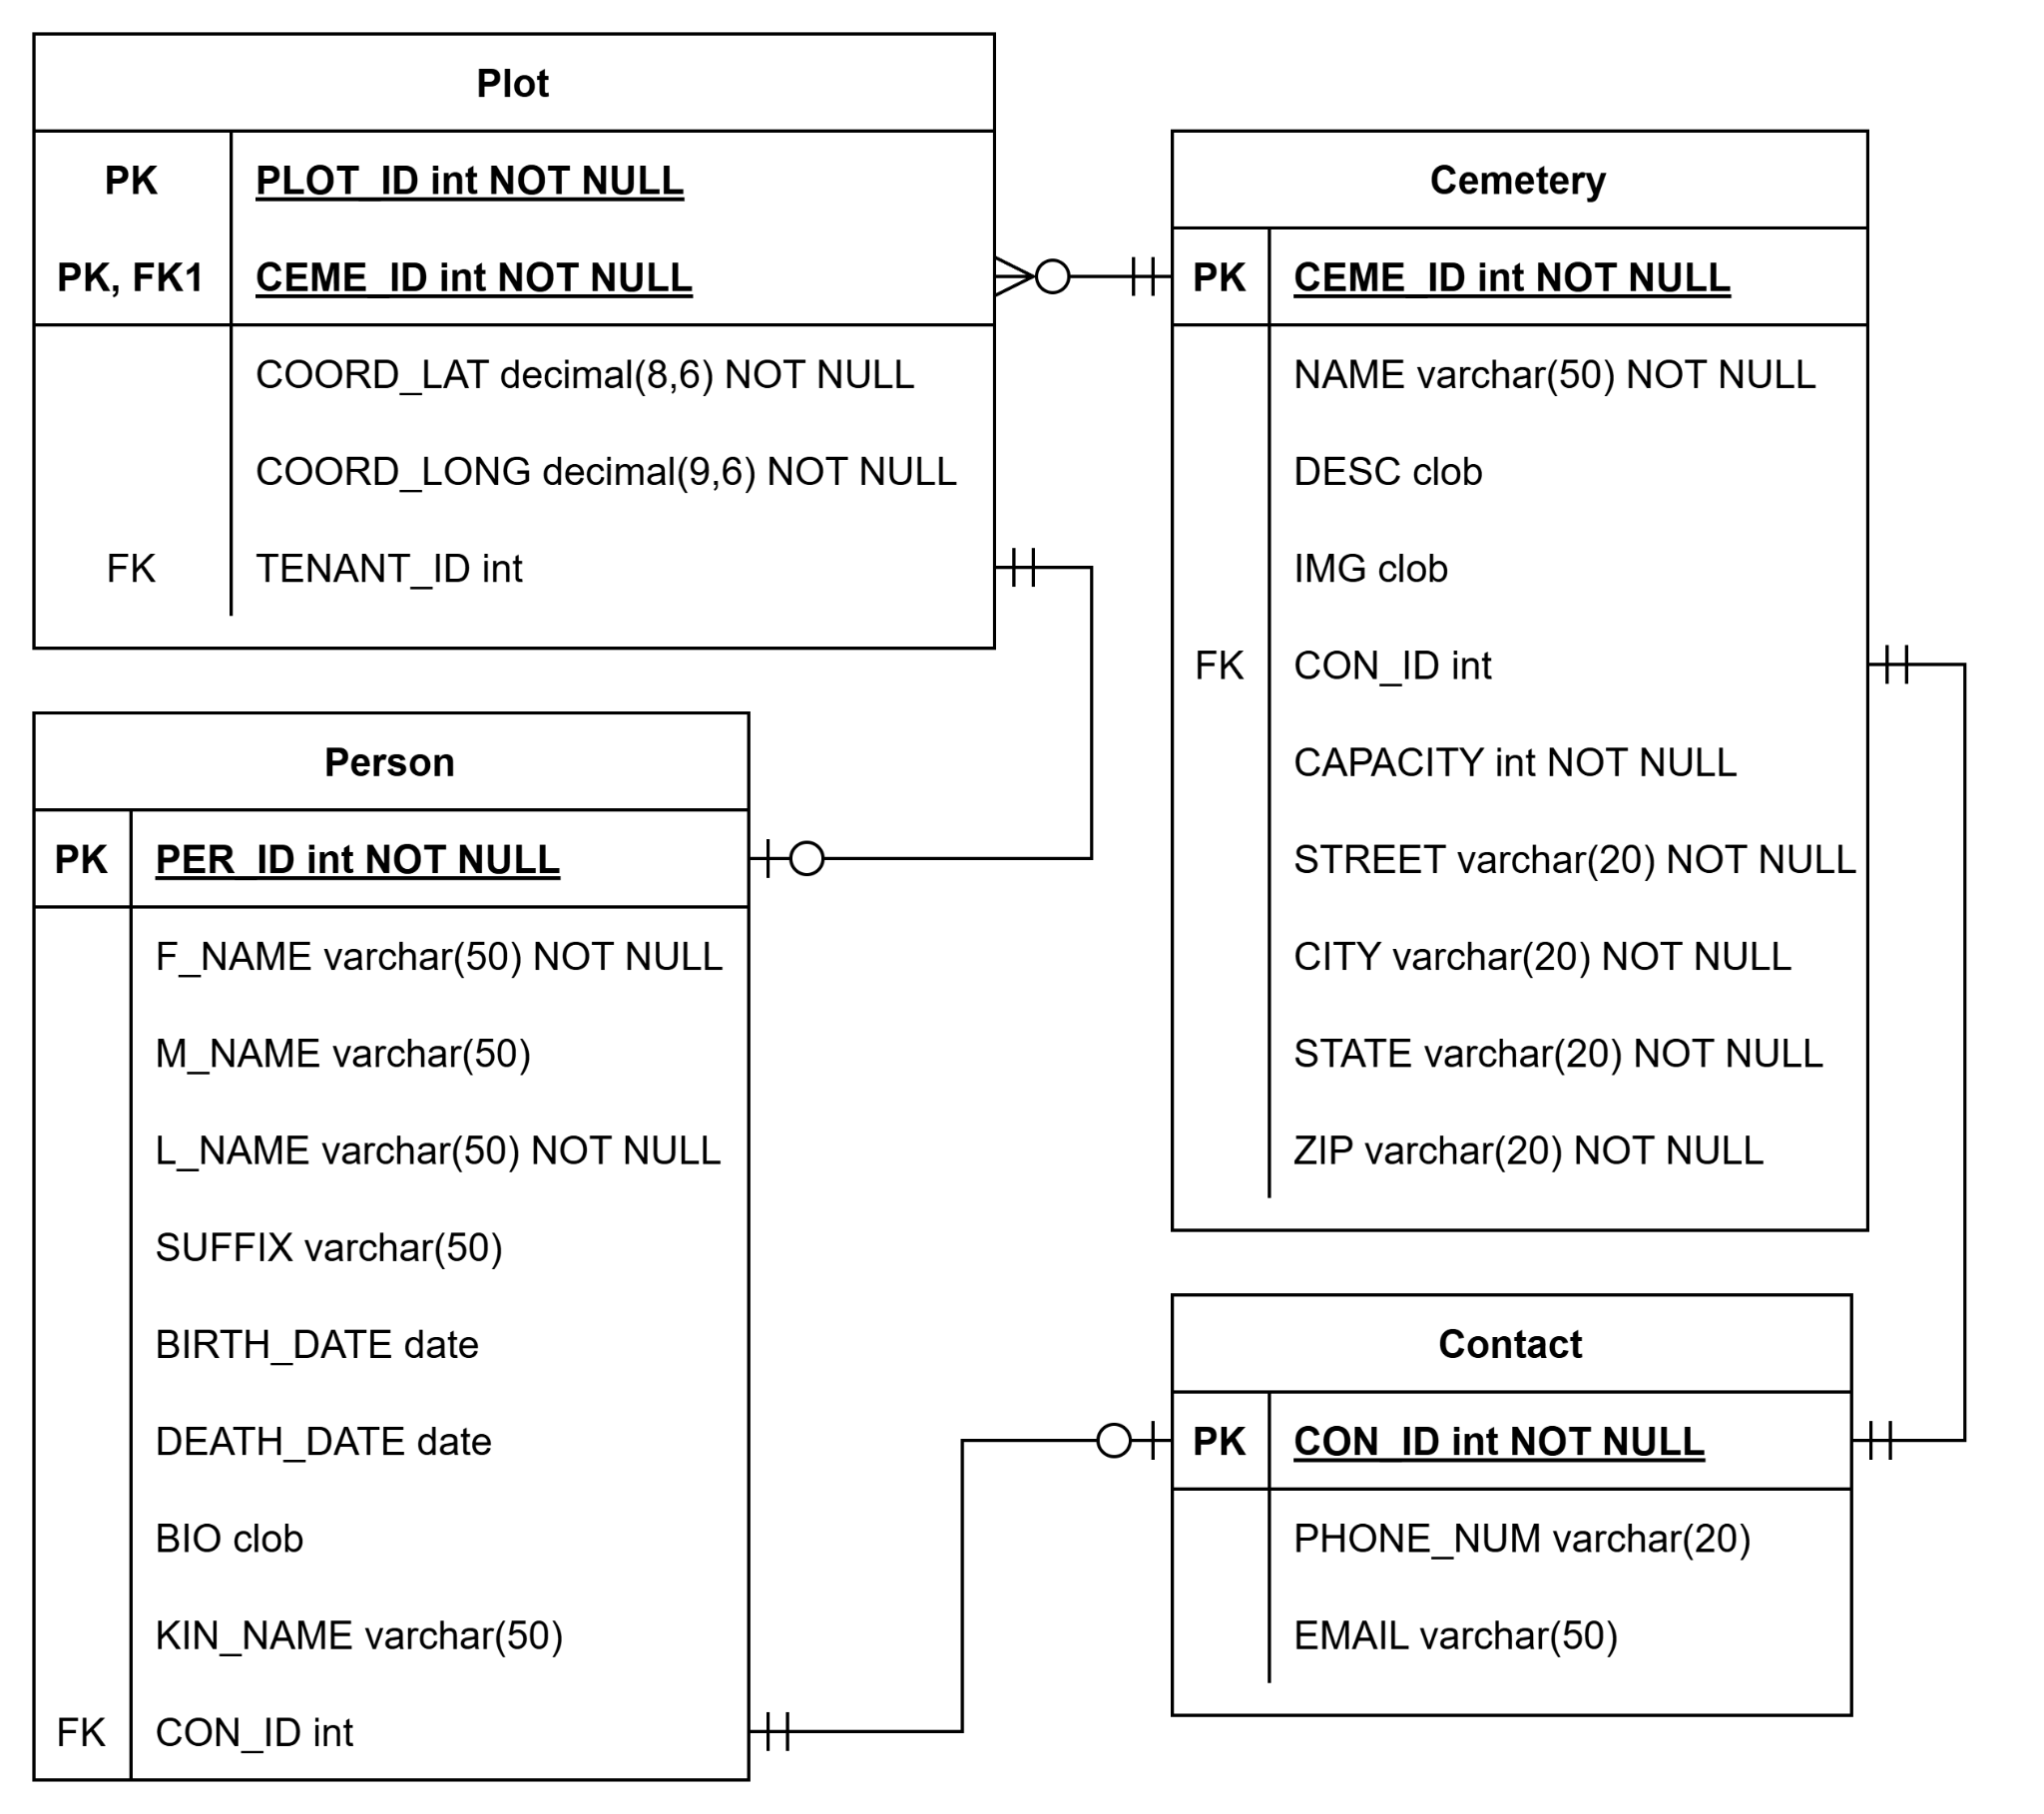 Plot
PK PLOT_ID int NOT NULL
PK, FK1 CEME_ID int NOT NULL
COORD_LAT decimal(8,6) NOT NULL
COORD_LONG decimal(9,6) NOT NULL
FK TENANT_ID int
Cemetery
PK CEME_ID int NOT NULL
NAME varchar(50) NOT NULL
DESC clob
IMG clob
FK CON_ID int
CAPACITY int NOT NULL
STREET varchar(20) NOT NULL
CITY varchar(20) NOT NULL
STATE varchar(20) NOT NULL
ZIP varchar(20) NOT NULL
Person
PK PER_ID int NOT NULL
F_NAME varchar(50) NOT NULL
M_NAME varchar(50)
L_NAME varchar(50) NOT NULL
SUFFIX varchar(50)
BIRTH_DATE date
DEATH_DATE date
BIO clob
KIN_NAME varchar(50)
FK CON_ID int
Contact
PK CON_ID int NOT NULL
PHONE_NUM varchar(20)
EMAIL varchar(50)